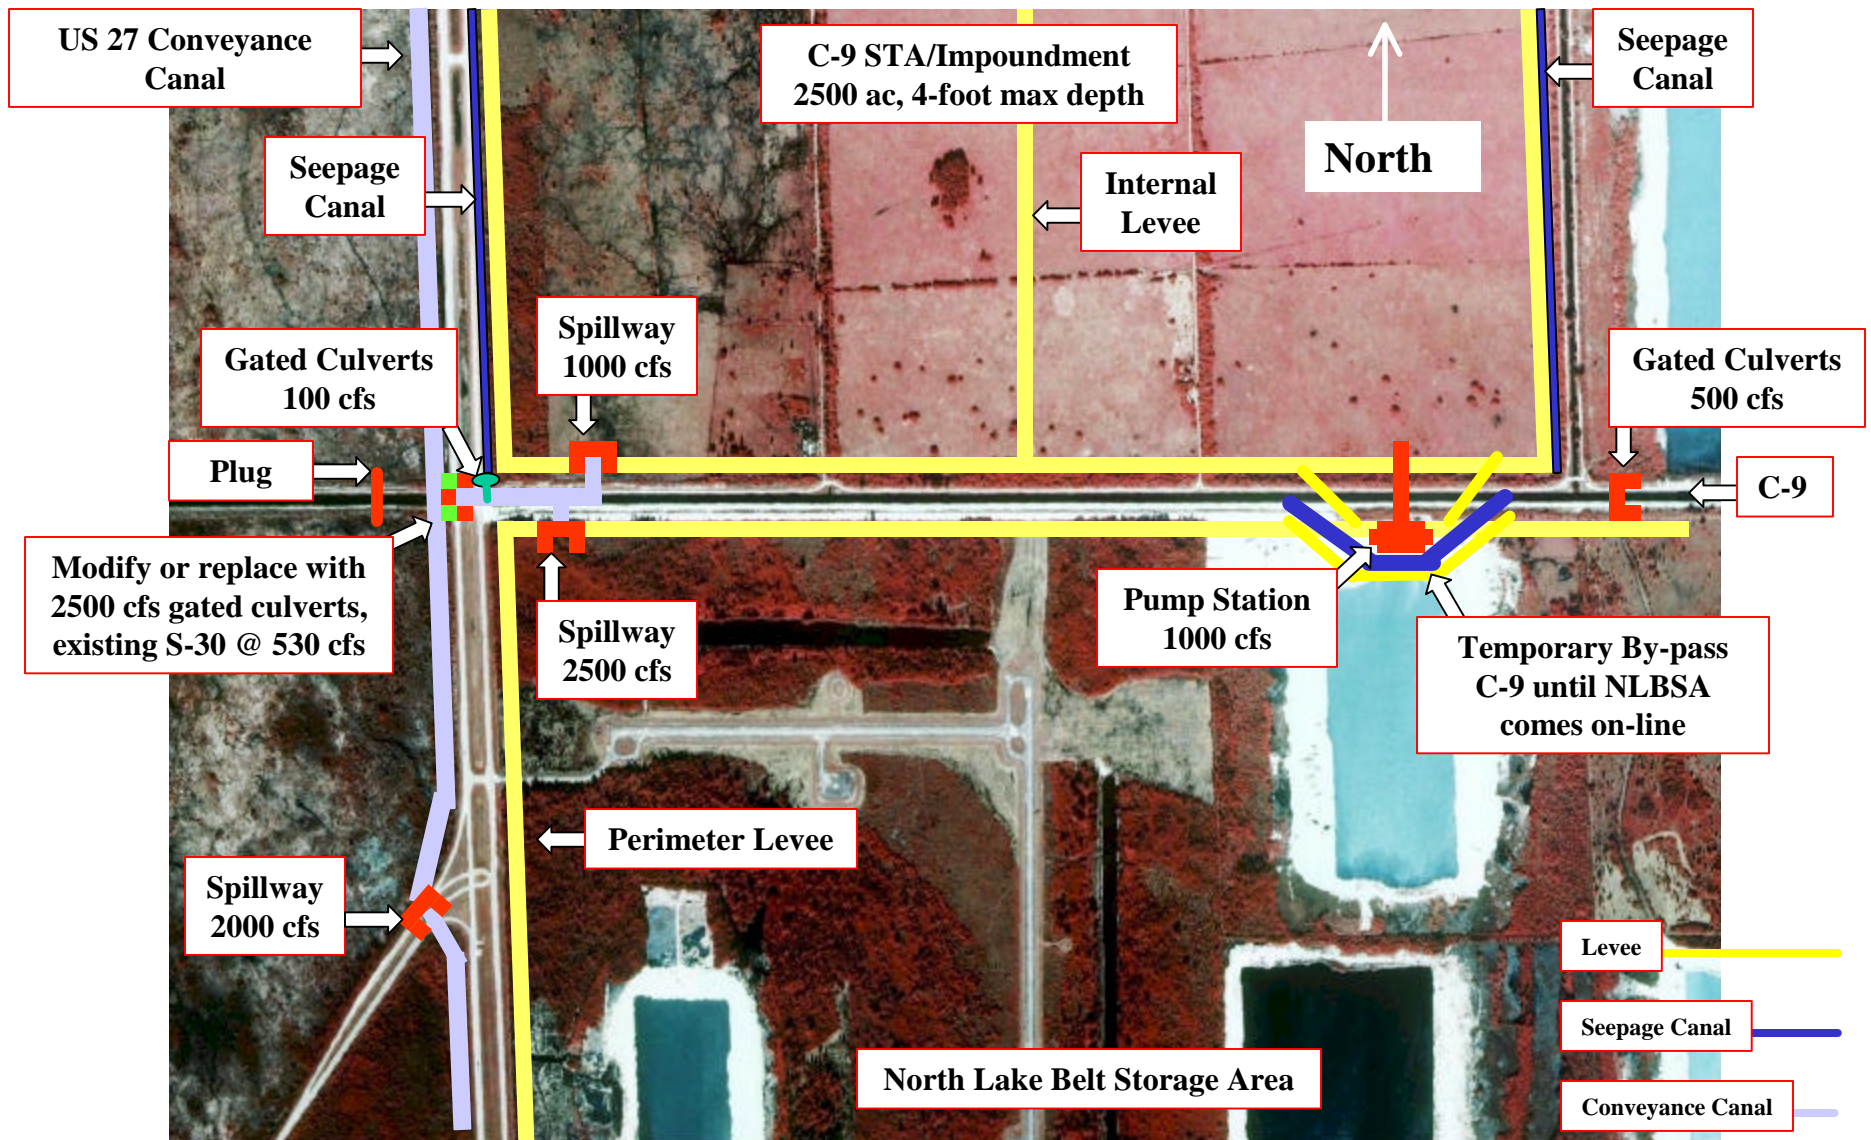 US 27 Conveyance
Canal
C-9 STA/Impoundment
2500 ac, 4-foot max depth
Seepage
Canal
North
Seepage
Canal
Internal
Levee
Spillway
1000 cfs
Gated Culverts
100 cfs
Gated Culverts
500 cfs
Plug
C-9
Modify or replace with
2500 cfs gated culverts,
existing S-30 @ 530 cfs
Spillway
2500 cfs
Pump Station
1000 cfs
Temporary By-pass
C-9 until NLBSA
comes on-line
Perimeter Levee
Spillway
2000 cfs
Levee
Seepage Canal
North Lake Belt Storage Area
Conveyance Canal